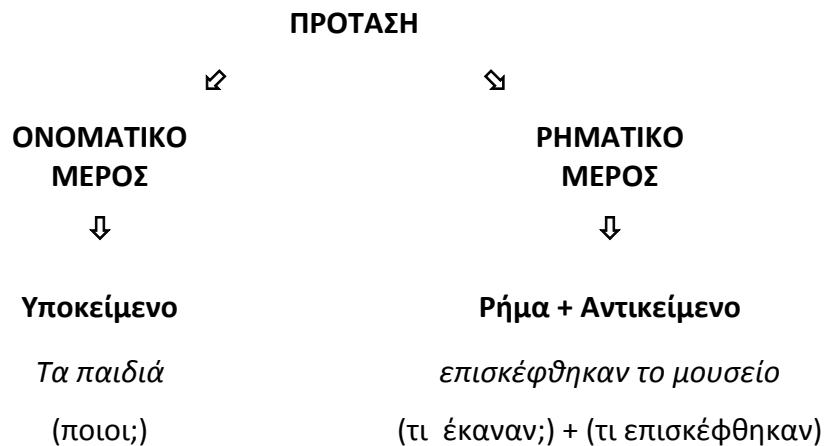 ΠΡΟΤΑΣΗ
ΟΝΟΜΑΤΙΚΟ ΡΗΜΑΤΙΚΟ
ΜΕΡΟΣ ΜΕΡΟΣ
Υποκείμενο Ρήμα + Αντικείμενο
Τα παιδιά επισκέφθηκαν το μουσείο
(ποιοι;) (τι έκαναν;) + (τι επισκέφθηκαν)